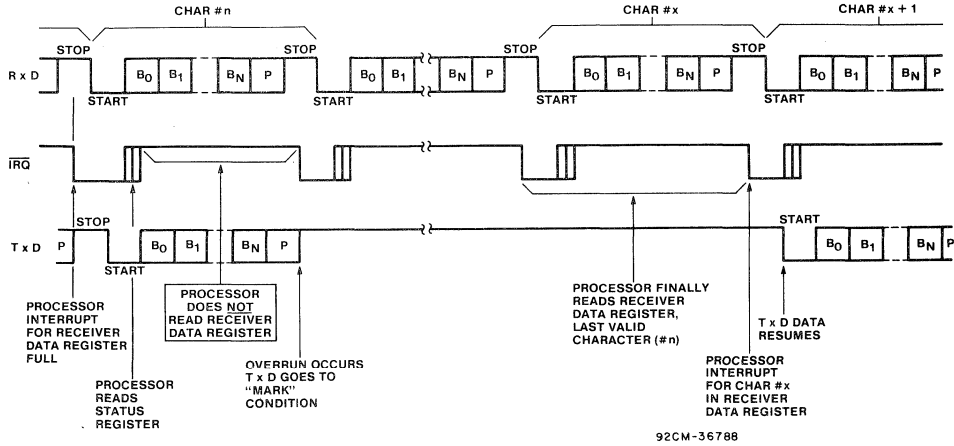 CHAR #n
CHAR #x
CHAR #x + 1
STOP
STOP
STOP
STOP
R x D
B0
B1
BN
P
B0
B1
BN
P
B0
B1
BN
P
B0
B1
BN
P
START
START
START
START
IRQ
STOP
START
T x D
P
B0
B1
BN
P
B0
B1
BN
P
START
PROCESSOR
INTERRUPT
FOR RECEIVER
DATA REGISTER
FULL
PROCESSOR
READS
STATUS
REGISTER
PROCESSOR
DOES NOT
READ RECEIVER
DATA REGISTER
OVERRUN OCCURS
T x D GOES TO
"MARK"
CONDITION
PROCESSOR FINALLY
READS RECEIVER
DATA REGISTER,
LAST VALID
CHARACTER (#n)
PROCESSOR
INTERRUPT
FOR CHAR #x
IN RECEIVER
DATA REGISTER
T x D DATA
RESUMES
92CM-36788